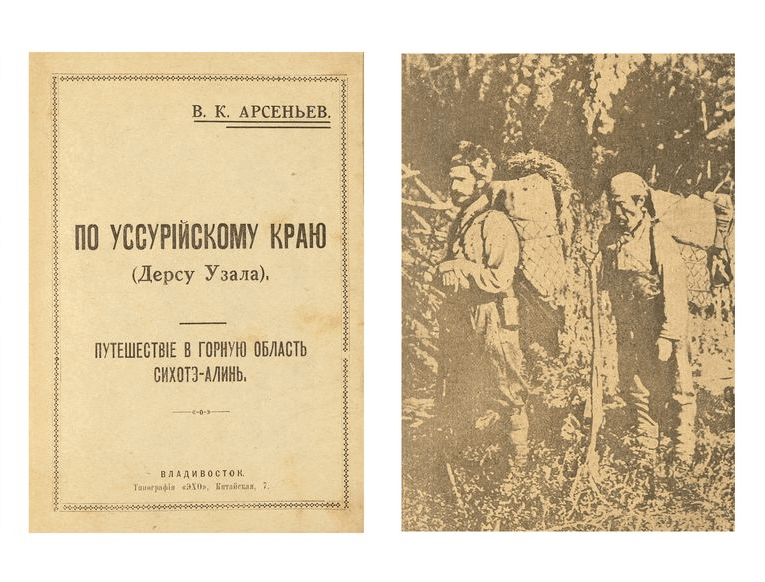 В. К. АРСЕНЬЕВ.
ПО УССУРІЙСКОМУ КРАЮ
(Дерсу Узала).
ПУТЕШЕСТВІЕ В ГОРНУЮ ОБЛАСТЬ
СИХОТЭ-АЛИНЬ.
ВЛАДИВОСТОК.
Типографія «ЭХО», Китайская, 7.